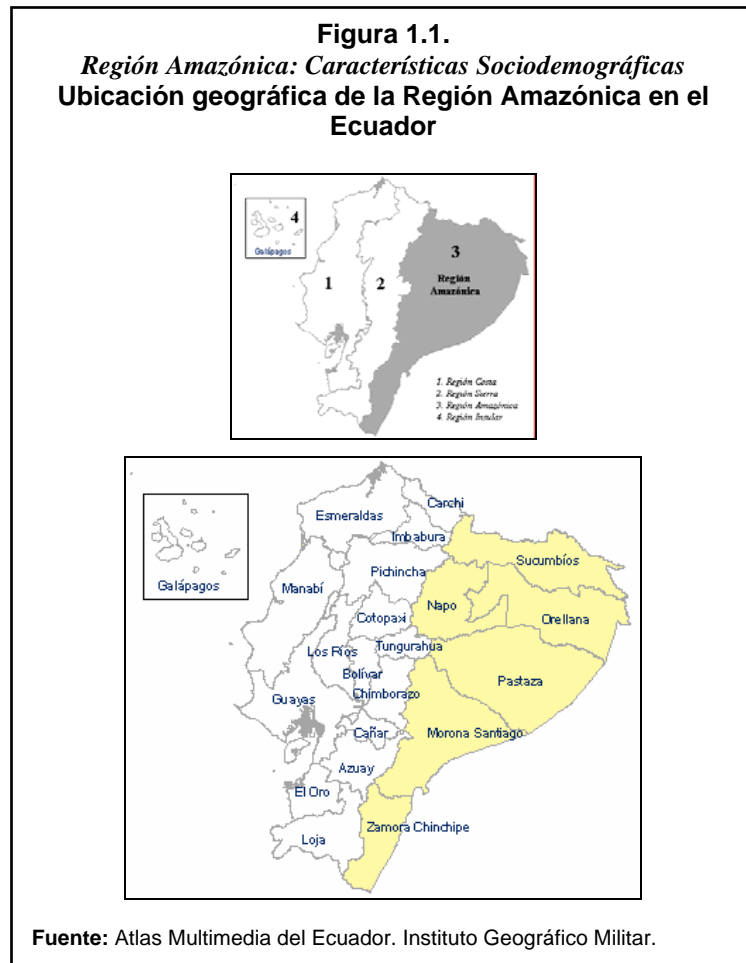 Figura 1.1.
Región Amazónica: Características Sociodemográficas
Ubicación geográfica de la Región Amazónica en el
Ecuador
4
Galápagos
1
2
3
Región
Amazónica
1. Región Costa
2. Región Sierra
3. Región Amazónica
4. Región Insular
Galápagos
Esmeraldas
Carchi
Imbabura
Sucumbíos
Pichincha
Manabí
Napo
Orellana
Cotopaxi
Los Ríos
Tungurahua
Bolívar
Pastaza
Chimborazo
Guayas
Cañar
Morona Santiago
Azuay
El Oro
Zamora Chinchipe
Loja
Fuente: Atlas Multimedia del Ecuador. Instituto Geográfico Militar.